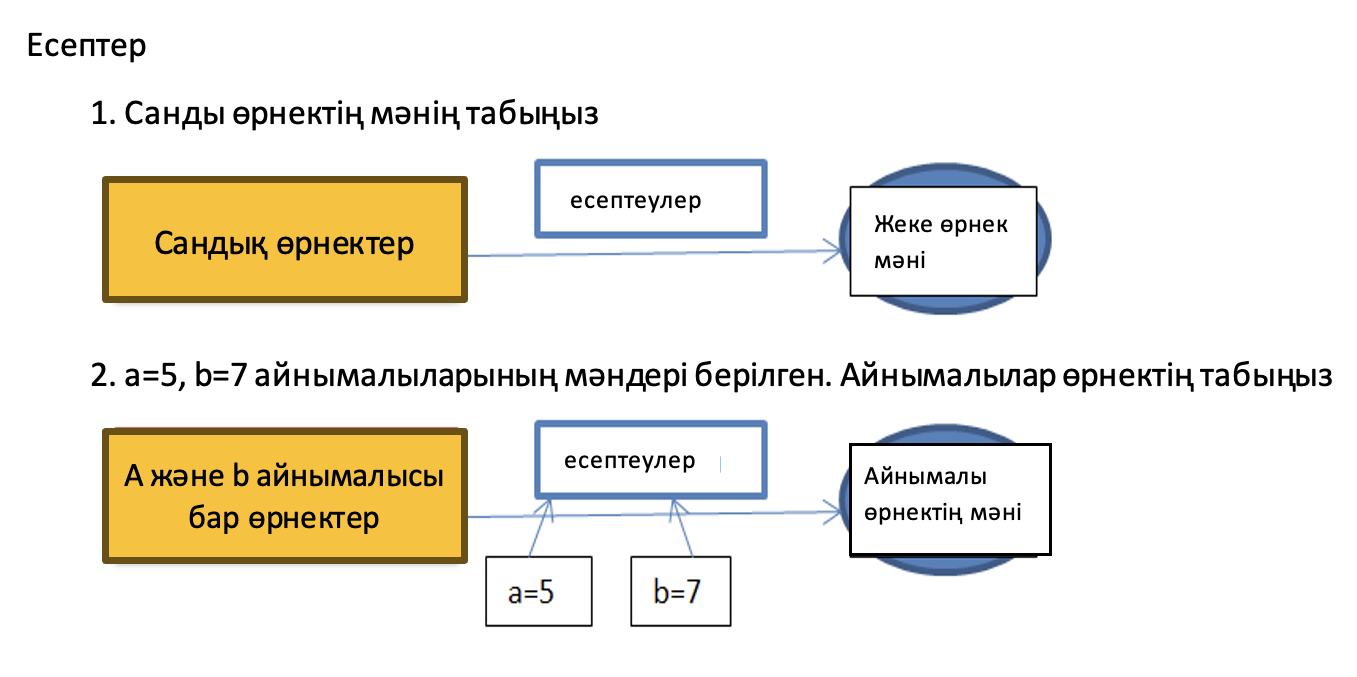 Есептер
1. Санды өрнектің мәнің табыңыз
есептеулер
Сандық өрнектер
Жеке өрнек
мәні
2. a=5, b=7 айнымалыларының мәндері берілген. Айнымалылар өрнектің табыңыз
есептеулер
А және b айнымалысы
бар өрнектер
Айнымалы
өрнектің мәні
a=5
b=7